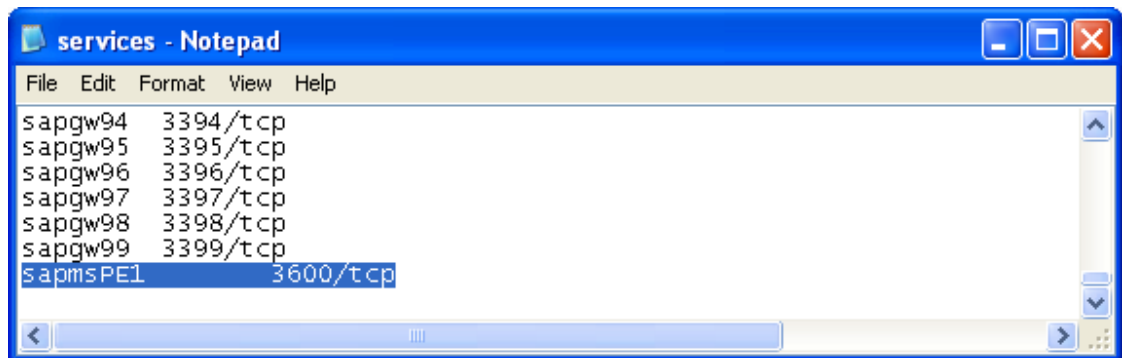 services - Notepad
File Edit Format View Help
sapgw94 3394/tcp
sapgw95 3395/tcp
sapgw96 3396/tcp
sapgw97 3397/tcp
sapgw98 3398/tcp
sapgw99 3399/tcp
sapmsPE1 3600/tcp